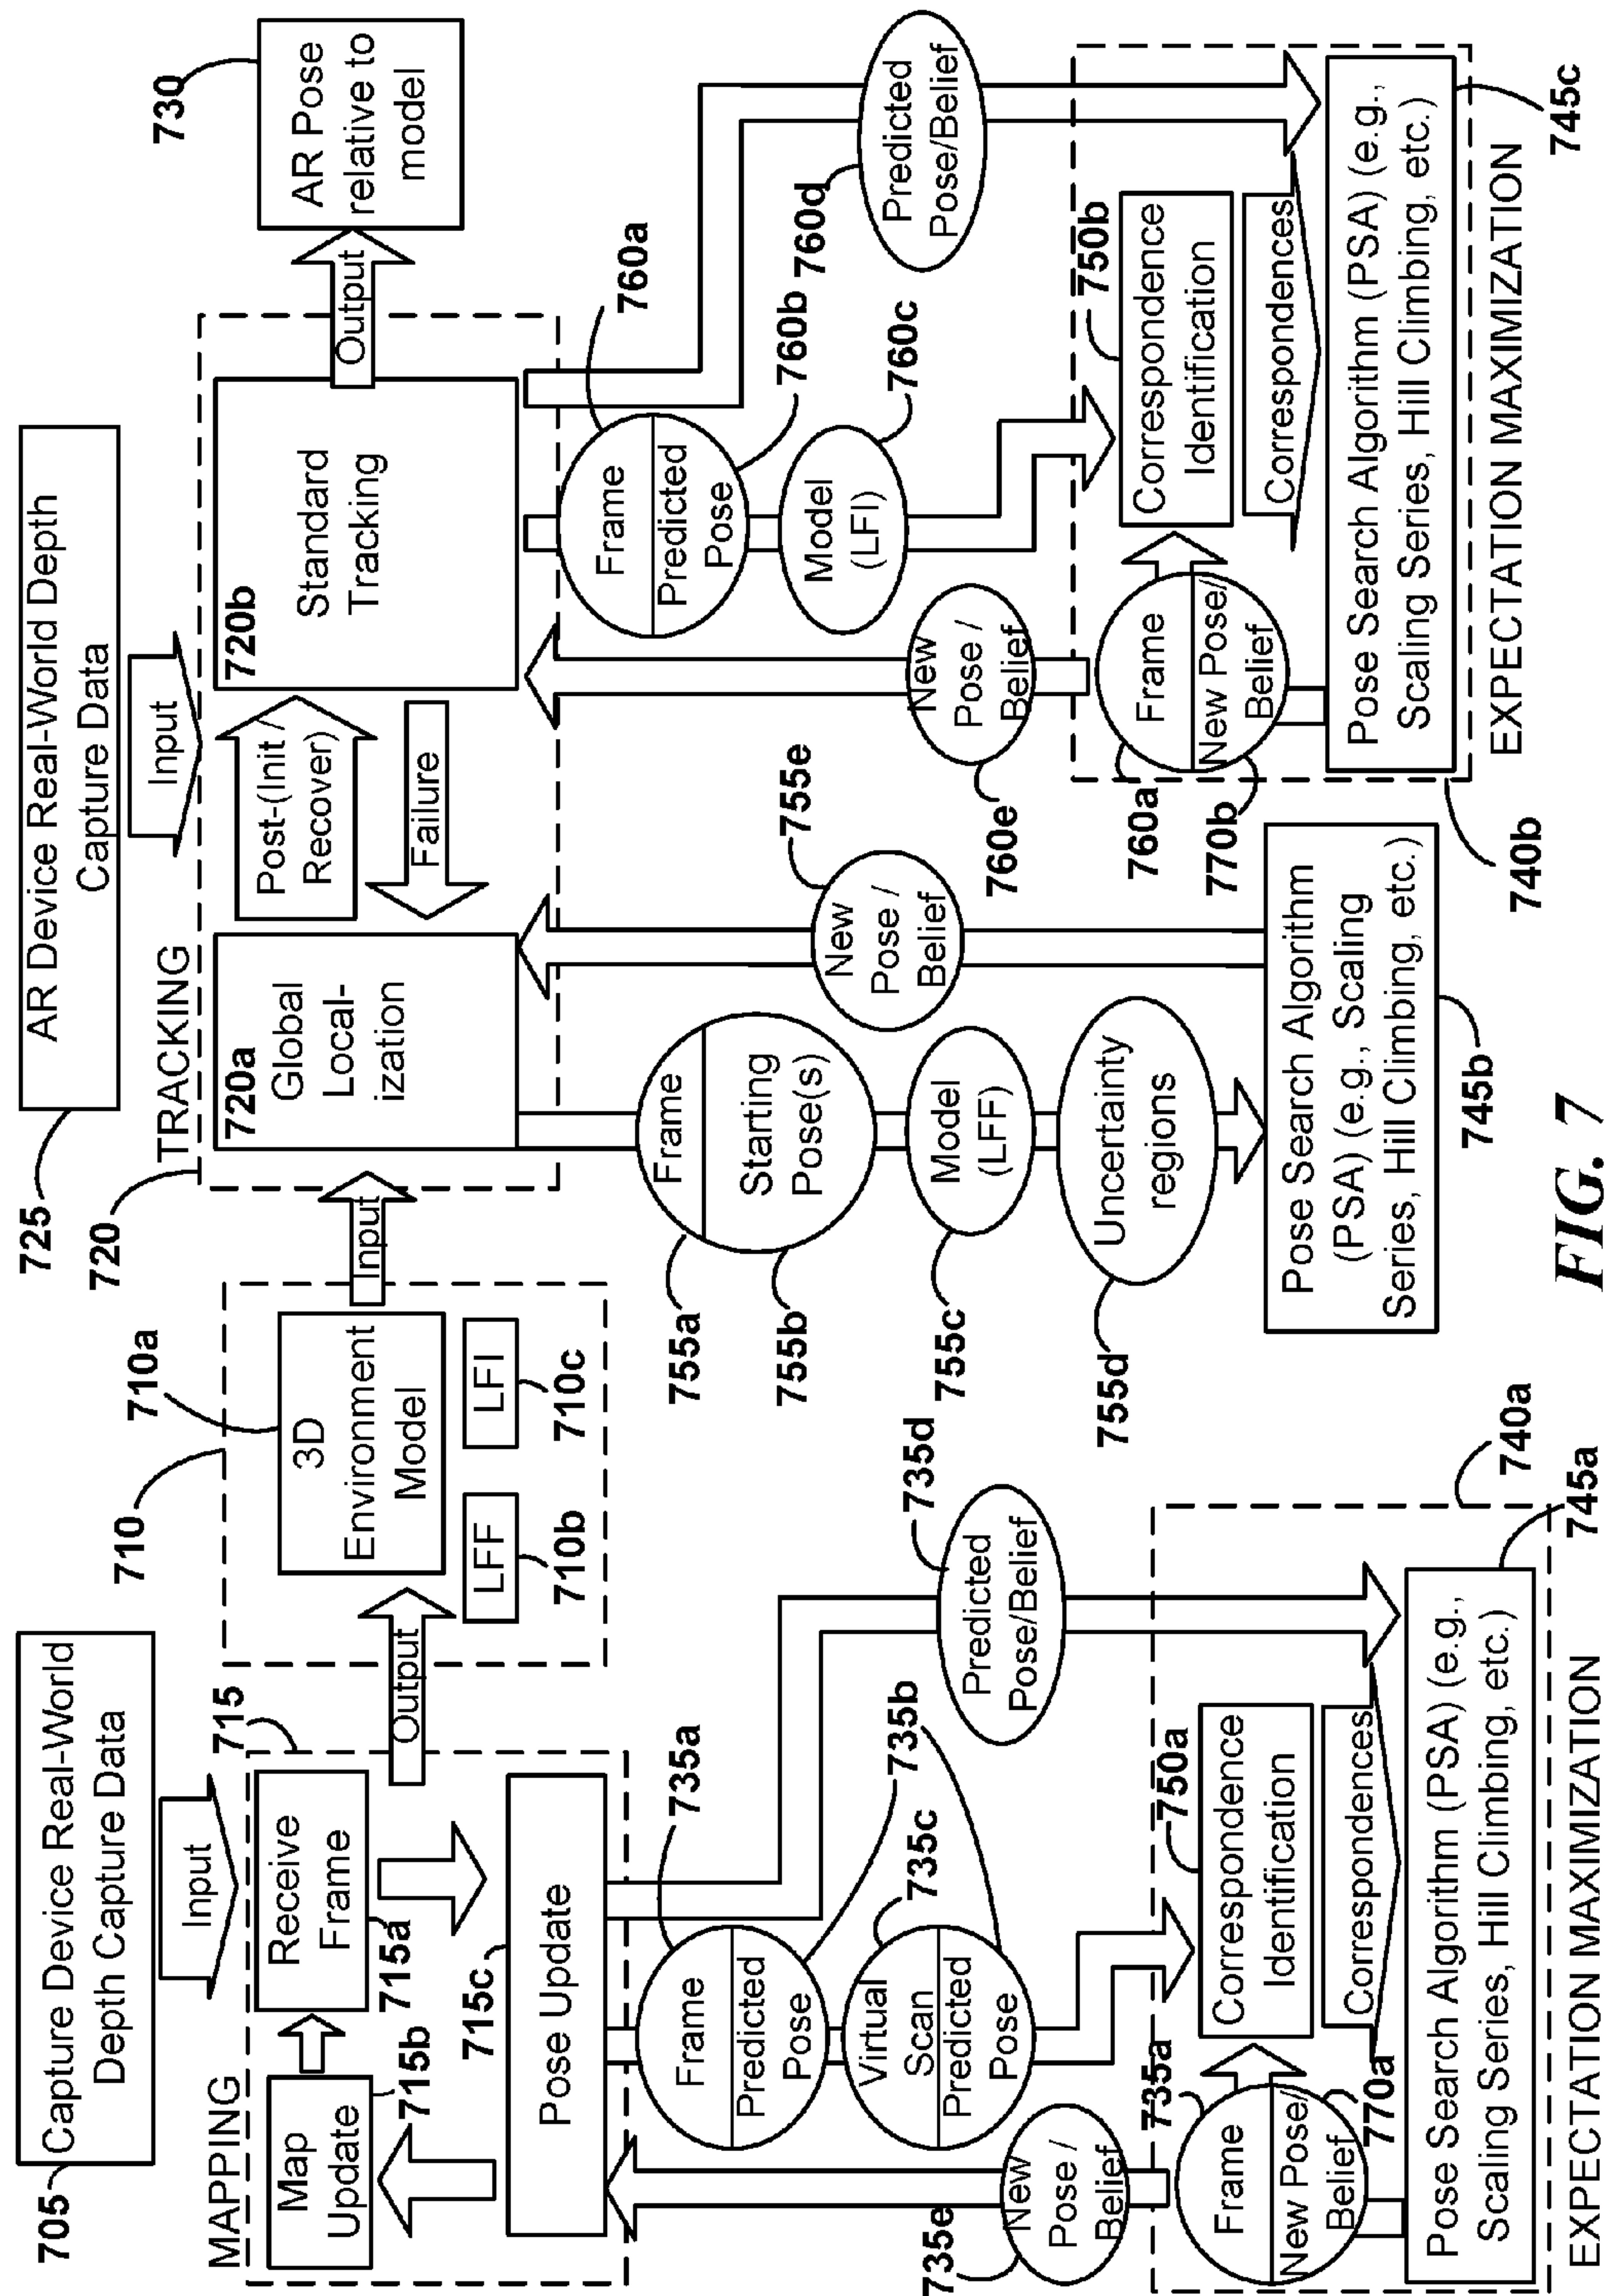 705
Capture Device Real-World
Depth Capture Data
Input
MAPPING
715
Map
Update
715b
Receive
Frame
715a
715c
Pose Update
Output
710
710a
3D
Environment
Model
LFF
LFI
710b
710c
Input
725
AR Device Real-World Depth
Capture Data
Input
720
TRACKING
720a
Global
Local-
ization
Post-(Init /
Recover)
Failure
720b
Standard
Tracking
Output
730
AR Pose
relative to
model
735a
Frame
Predicted
Pose
735b
735c
Virtual
Scan
Predicted
Pose
735d
Predicted
Pose/Belief
735e
New
Pose /
Belief
735a
Frame
New Pose/
Belief
770a
750a
Correspondence
Identification
Correspondences
740a
745a
Pose Search Algorithm (PSA) (e.g.,
Scaling Series, Hill Climbing, etc.)
EXPECTATION MAXIMIZATION
755a
Frame
Starting
Pose(s)
755b
755c
Model
(LFF)
755d
Uncertainty
regions
755e
New
Pose /
Belief
Pose Search Algorithm
(PSA) (e.g., Scaling
Series, Hill Climbing, etc.)
745b
760a
Frame
Predicted
Pose
760b
760c
Model
(LFI)
760d
Predicted
Pose/Belief
760e
New
Pose /
Belief
760a
Frame
New Pose/
Belief
770b
750b
Correspondence
Identification
Correspondences
740b
745c
Pose Search Algorithm (PSA) (e.g.,
Scaling Series, Hill Climbing, etc.)
EXPECTATION MAXIMIZATION
FIG. 7